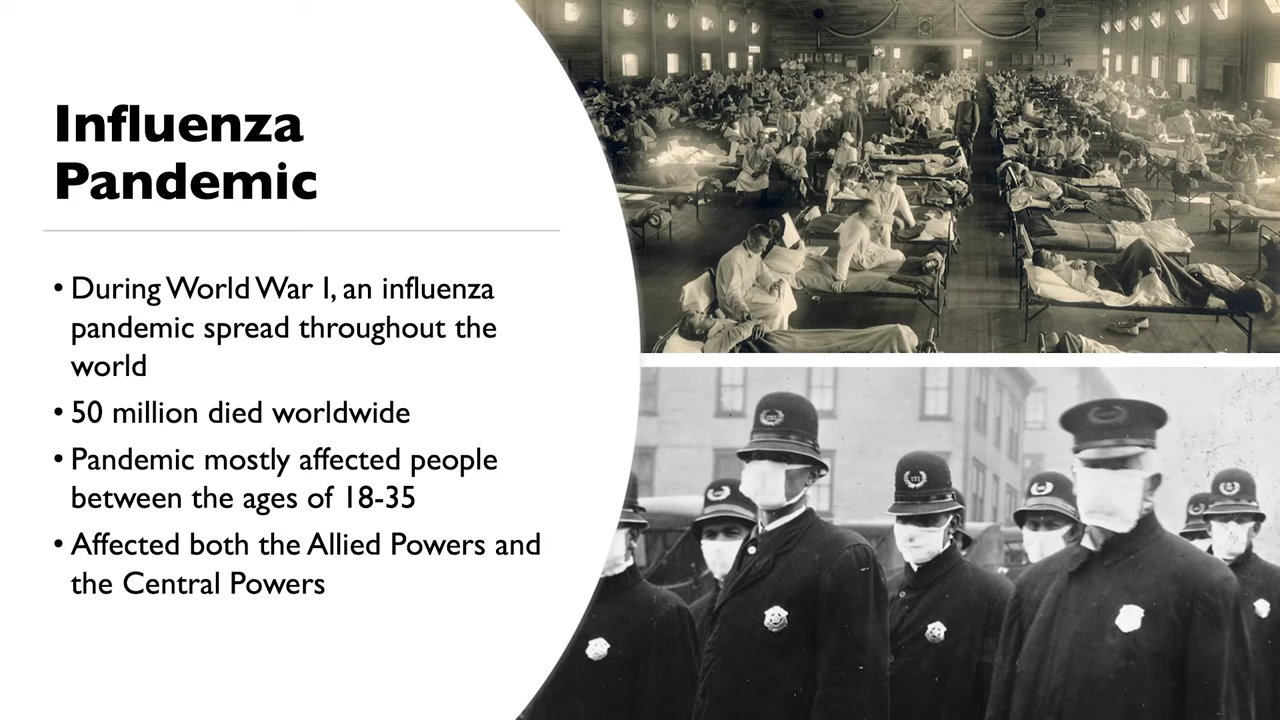 Influenza
Pandemic
• During World War I, an influenza
pandemic spread throughout the
world
• 50 million died worldwide
• Pandemic mostly affected people
between the ages of 18-35
• Affected both the Allied Powers and
the Central Powers